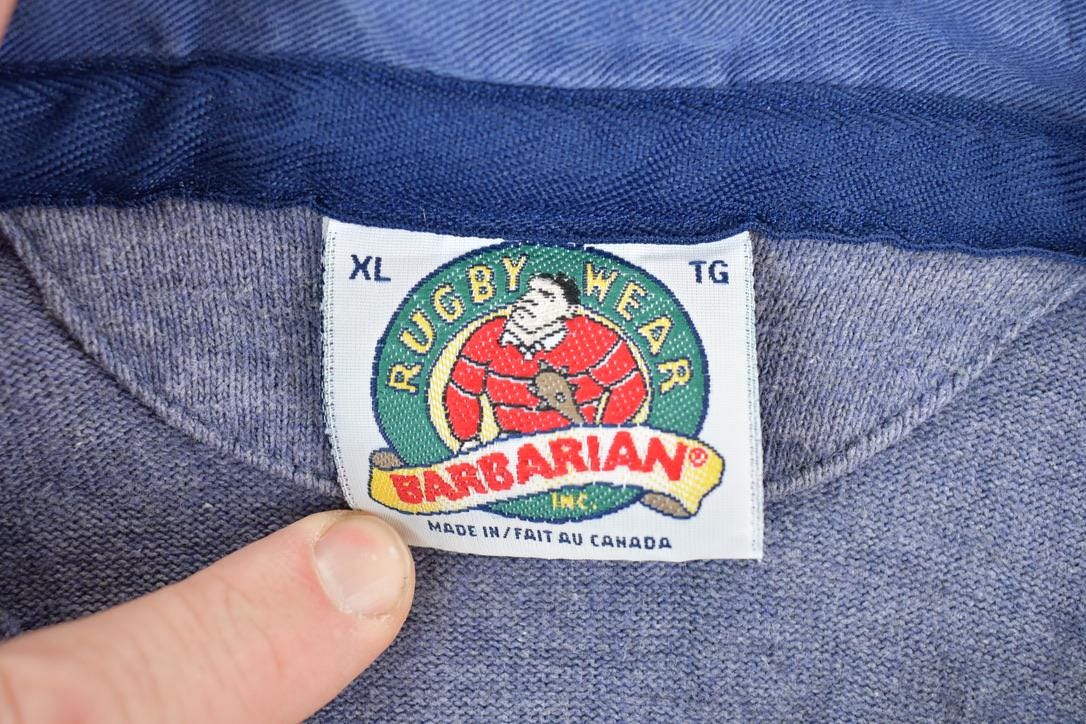 XL TG
RUGBY WEAR
BARBARIAN®
INC.
MADE IN/FAIT AU CANADA